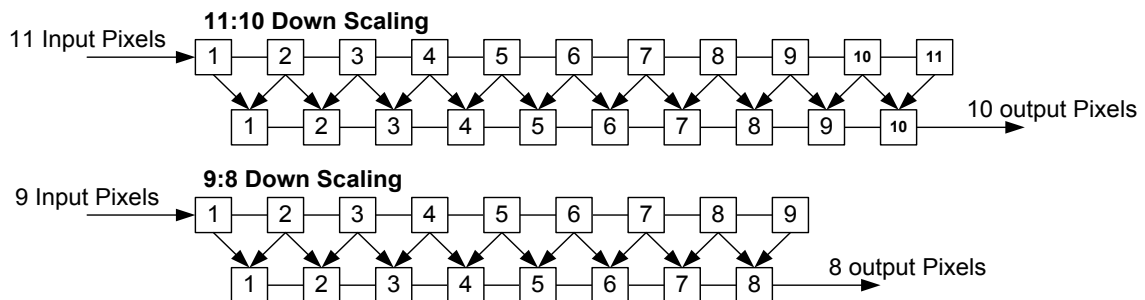 11:10 Down Scaling
11 Input Pixels
1 2 3 4 5 6 7 8 9 10 11
1 2 3 4 5 6 7 8 9 10
10 output Pixels
9:8 Down Scaling
9 Input Pixels
1 2 3 4 5 6 7 8 9
1 2 3 4 5 6 7 8
8 output Pixels